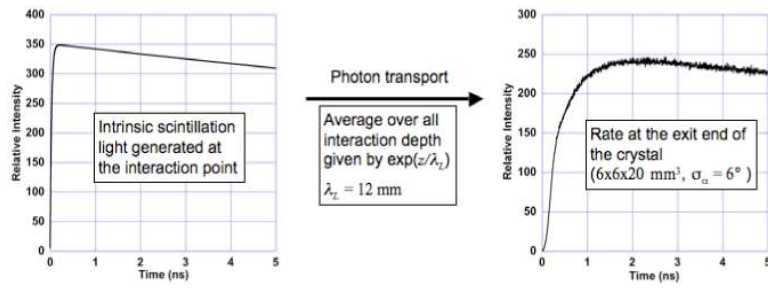 400
350
300
250
200
150
100
50
0
Relative Intensity
Intrinsic scintillation
light generated at
the interaction point
0 1 2 3 4 5
Time (ns)
Photon transport
Average over all
interaction depth
given by exp(z/λz)
λz = 12 mm
300
250
200
150
100
50
0
Relative Intensity
Rate at the exit end of
the crystal
(6x6x20 mm³, σα = 6° )
0 1 2 3 4 5
Time (ns)